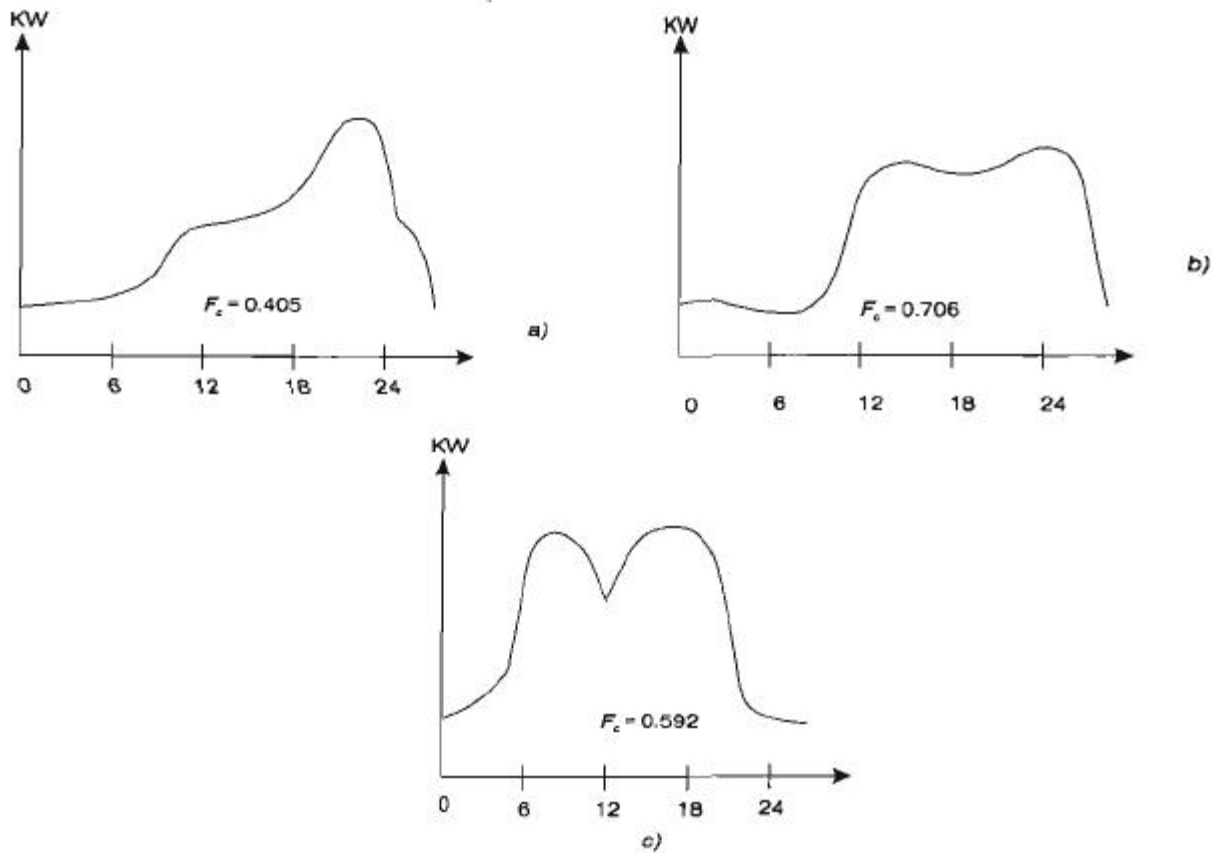 KW
F_c = 0.405
a)
0 6 12 18 24
KW
F_c = 0.706
b)
0 6 12 18 24
KW
F_c = 0.592
0 6 12 18 24
c)